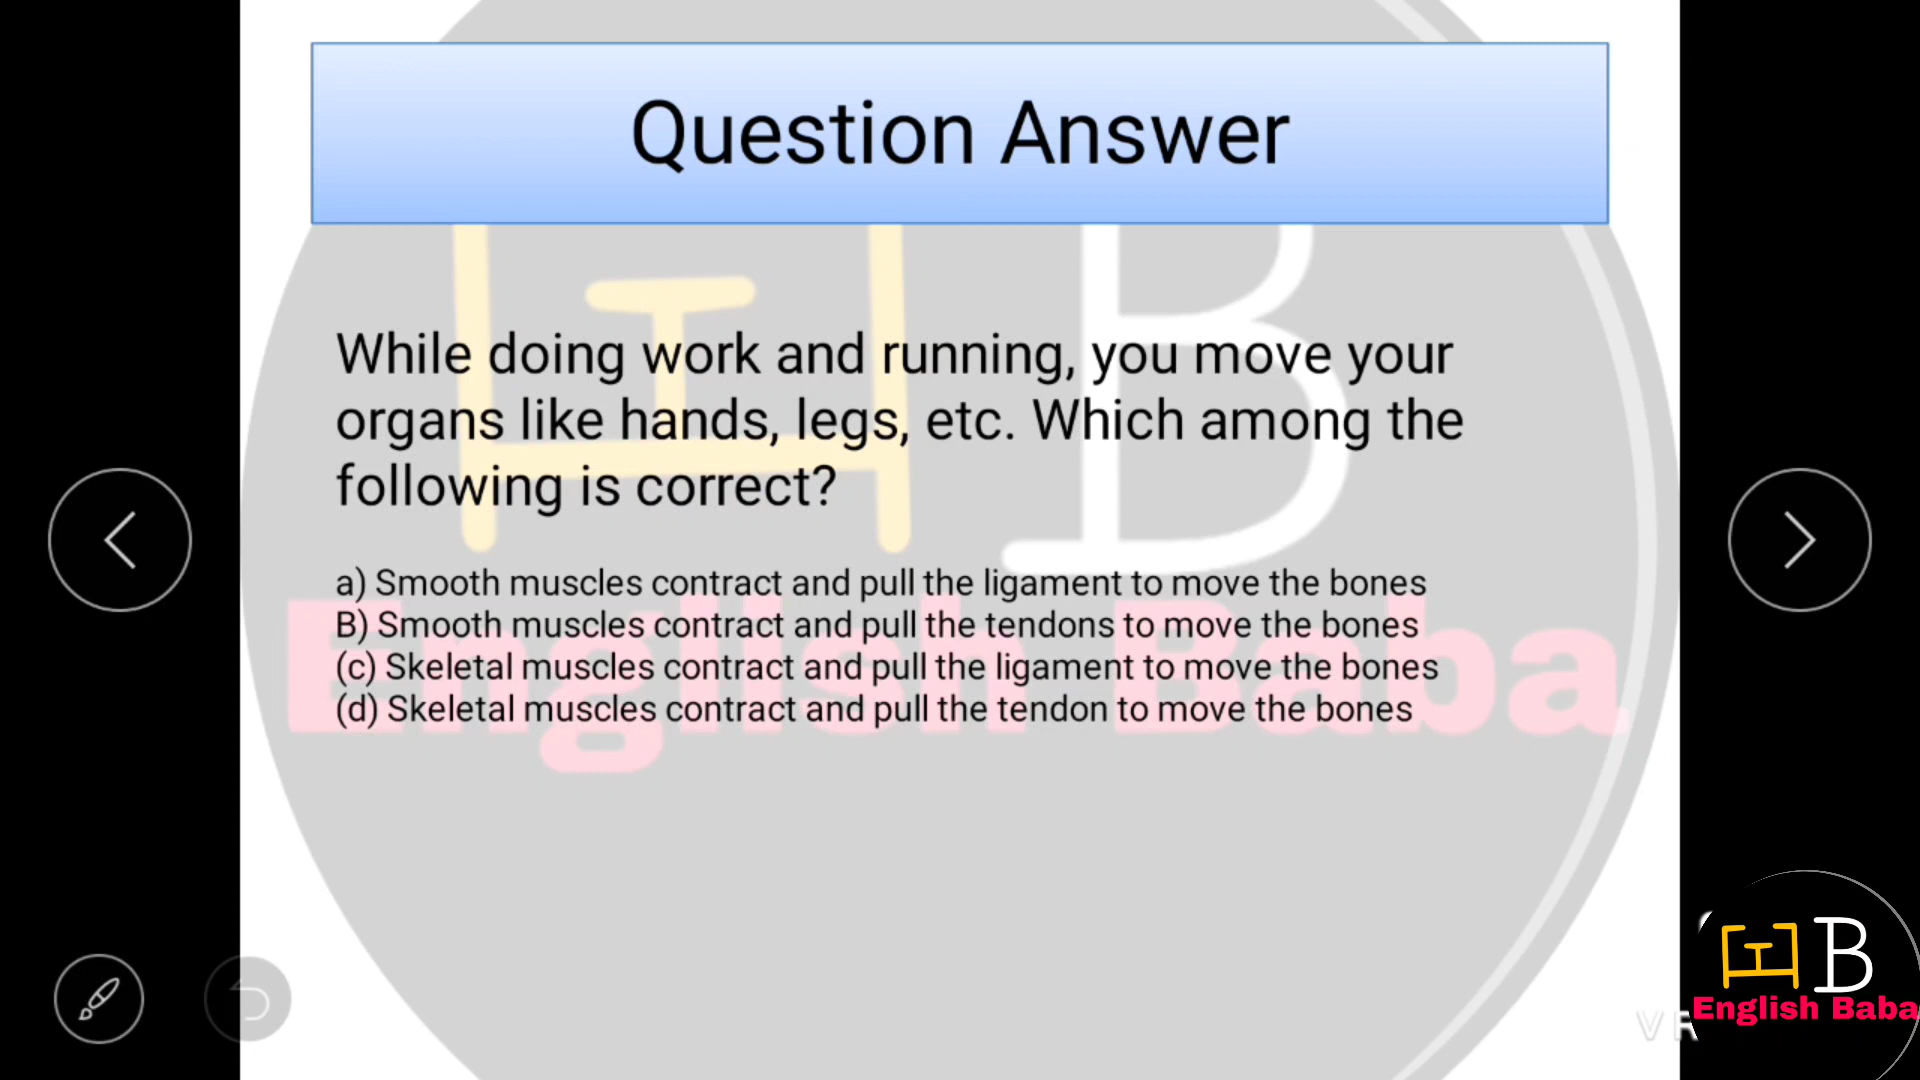 Question Answer
While doing work and running, you move your
organs like hands, legs, etc. Which among the
following is correct?
a) Smooth muscles contract and pull the ligament to move the bones
B) Smooth muscles contract and pull the tendons to move the bones
(c) Skeletal muscles contract and pull the ligament to move the bones
(d) Skeletal muscles contract and pull the tendon to move the bones
English Baba
B
English Baba